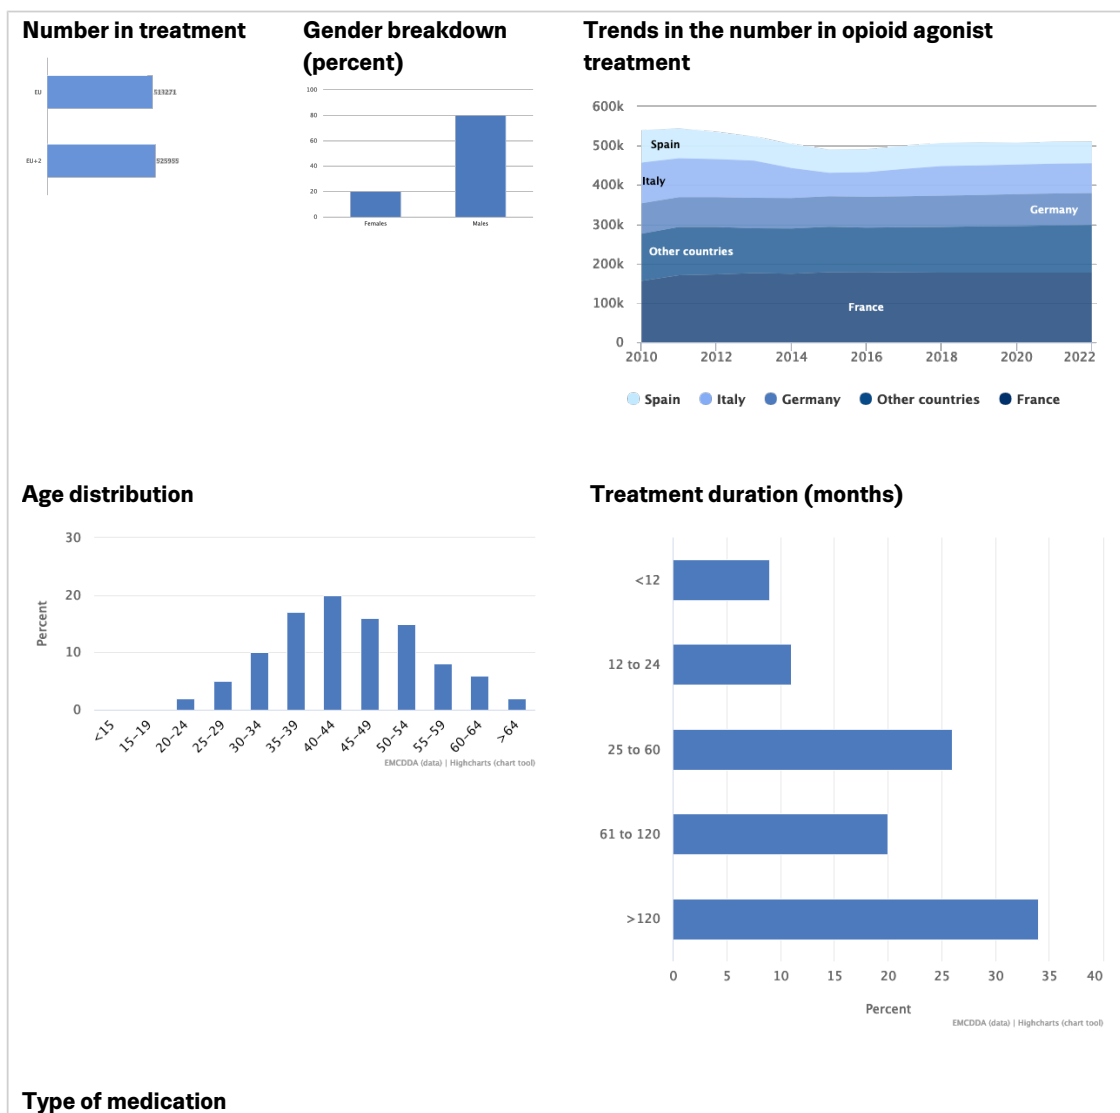 Number in treatment
EU
513271
EU+2
525955
Gender breakdown
(percent)
100
80
60
40
20
0
Females
Males
Trends in the number in opioid agonist
treatment
600k
500k
400k
300k
200k
100k
0
Spain
Italy
Germany
Other countries
France
2010
2012
2014
2016
2018
2020
2022
Spain
Italy
Germany
Other countries
France
Age distribution
Percent
30
20
10
0
<15
15–19
20–24
25–29
30–34
35–39
40–44
45–49
50–54
55–59
60–64
>64
EMCDDA (data) | Highcharts (chart tool)
Treatment duration (months)
<12
12 to 24
25 to 60
61 to 120
>120
0
5
10
15
20
25
30
35
40
Percent
EMCDDA (data) | Highcharts (chart tool)
Type of medication